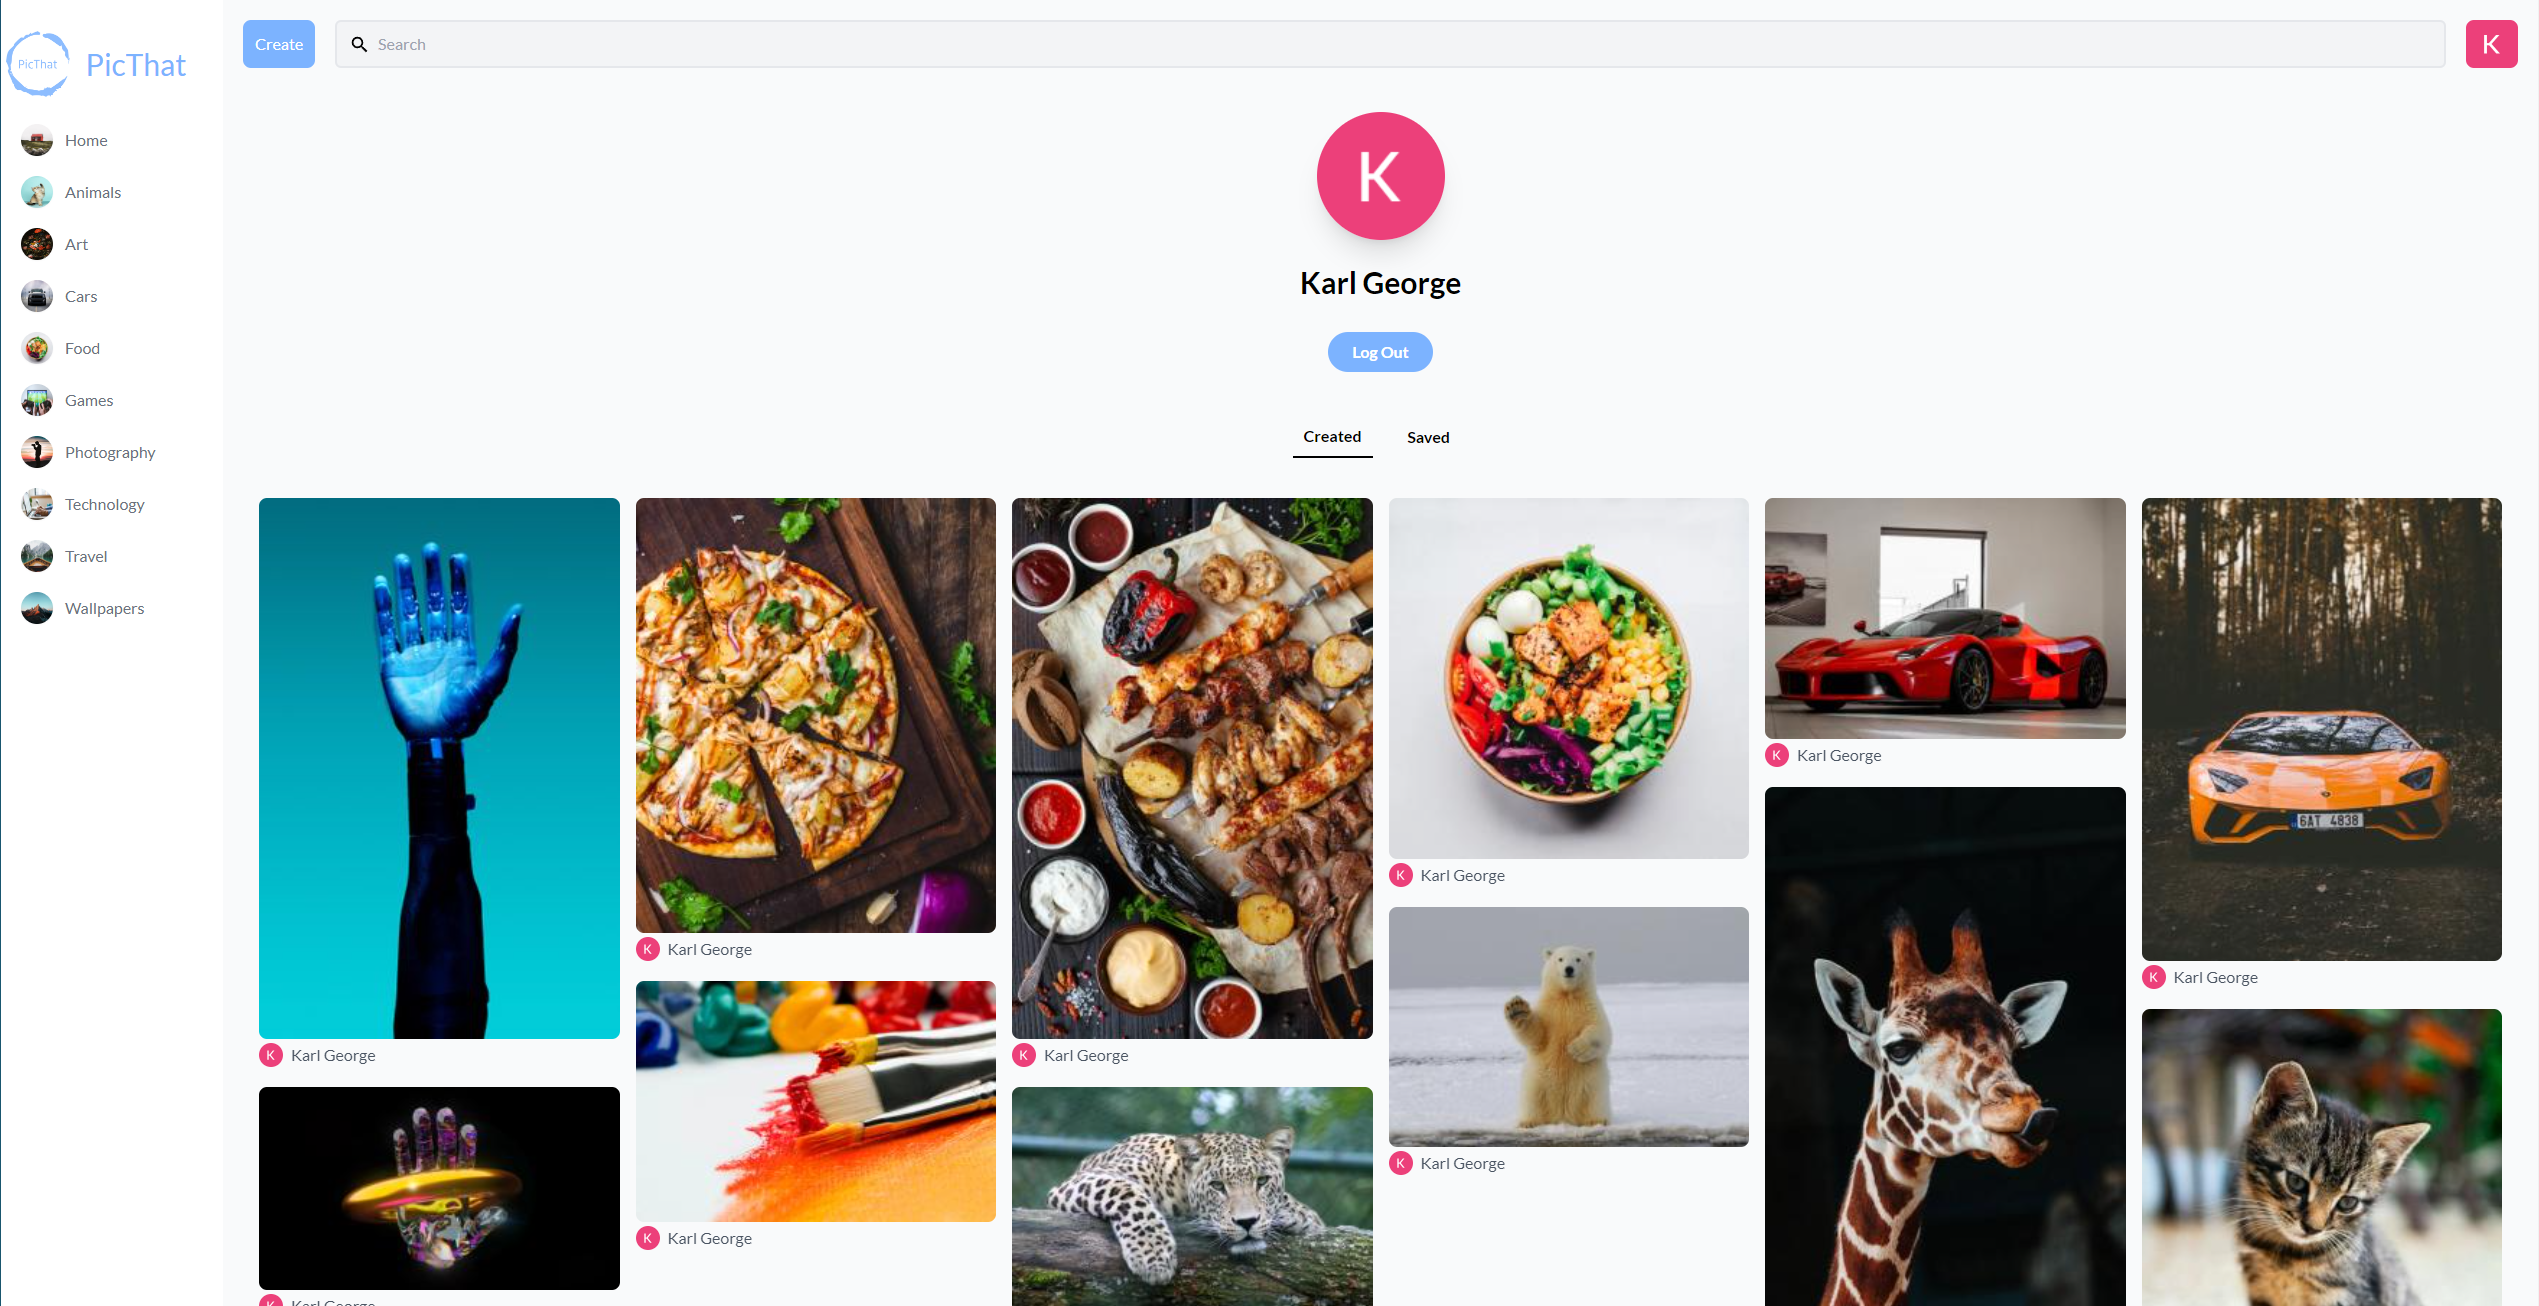 PicThat
PicThat
Create
Search
K
Home
Animals
Art
Cars
Food
Games
Photography
Technology
Travel
Wallpapers
K
Karl George
Log Out
Created
Saved
K Karl George
K Karl George
6AT 4838
K Karl George
K Karl George
K Karl George
K Karl George
K Karl George
K Karl George
K Karl George